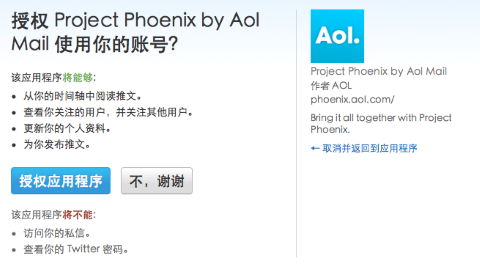 授权 Project Phoenix by Aol
Mail 使用你的账号?
该应用程序将能够:
• 从你的时间轴中阅读推文。
• 查看你关注的用户，并关注其他用户。
• 更新你的个人资料。
• 为你发布推文。
授权应用程序
不，谢谢
该应用程序将不能:
• 访问你的私信。
• 查看你的 Twitter 密码。
Aol.
Project Phoenix by Aol Mail
作者 AOL
phoenix.aol.com/
Bring it all together with Project
Phoenix.
← 取消并返回到应用程序